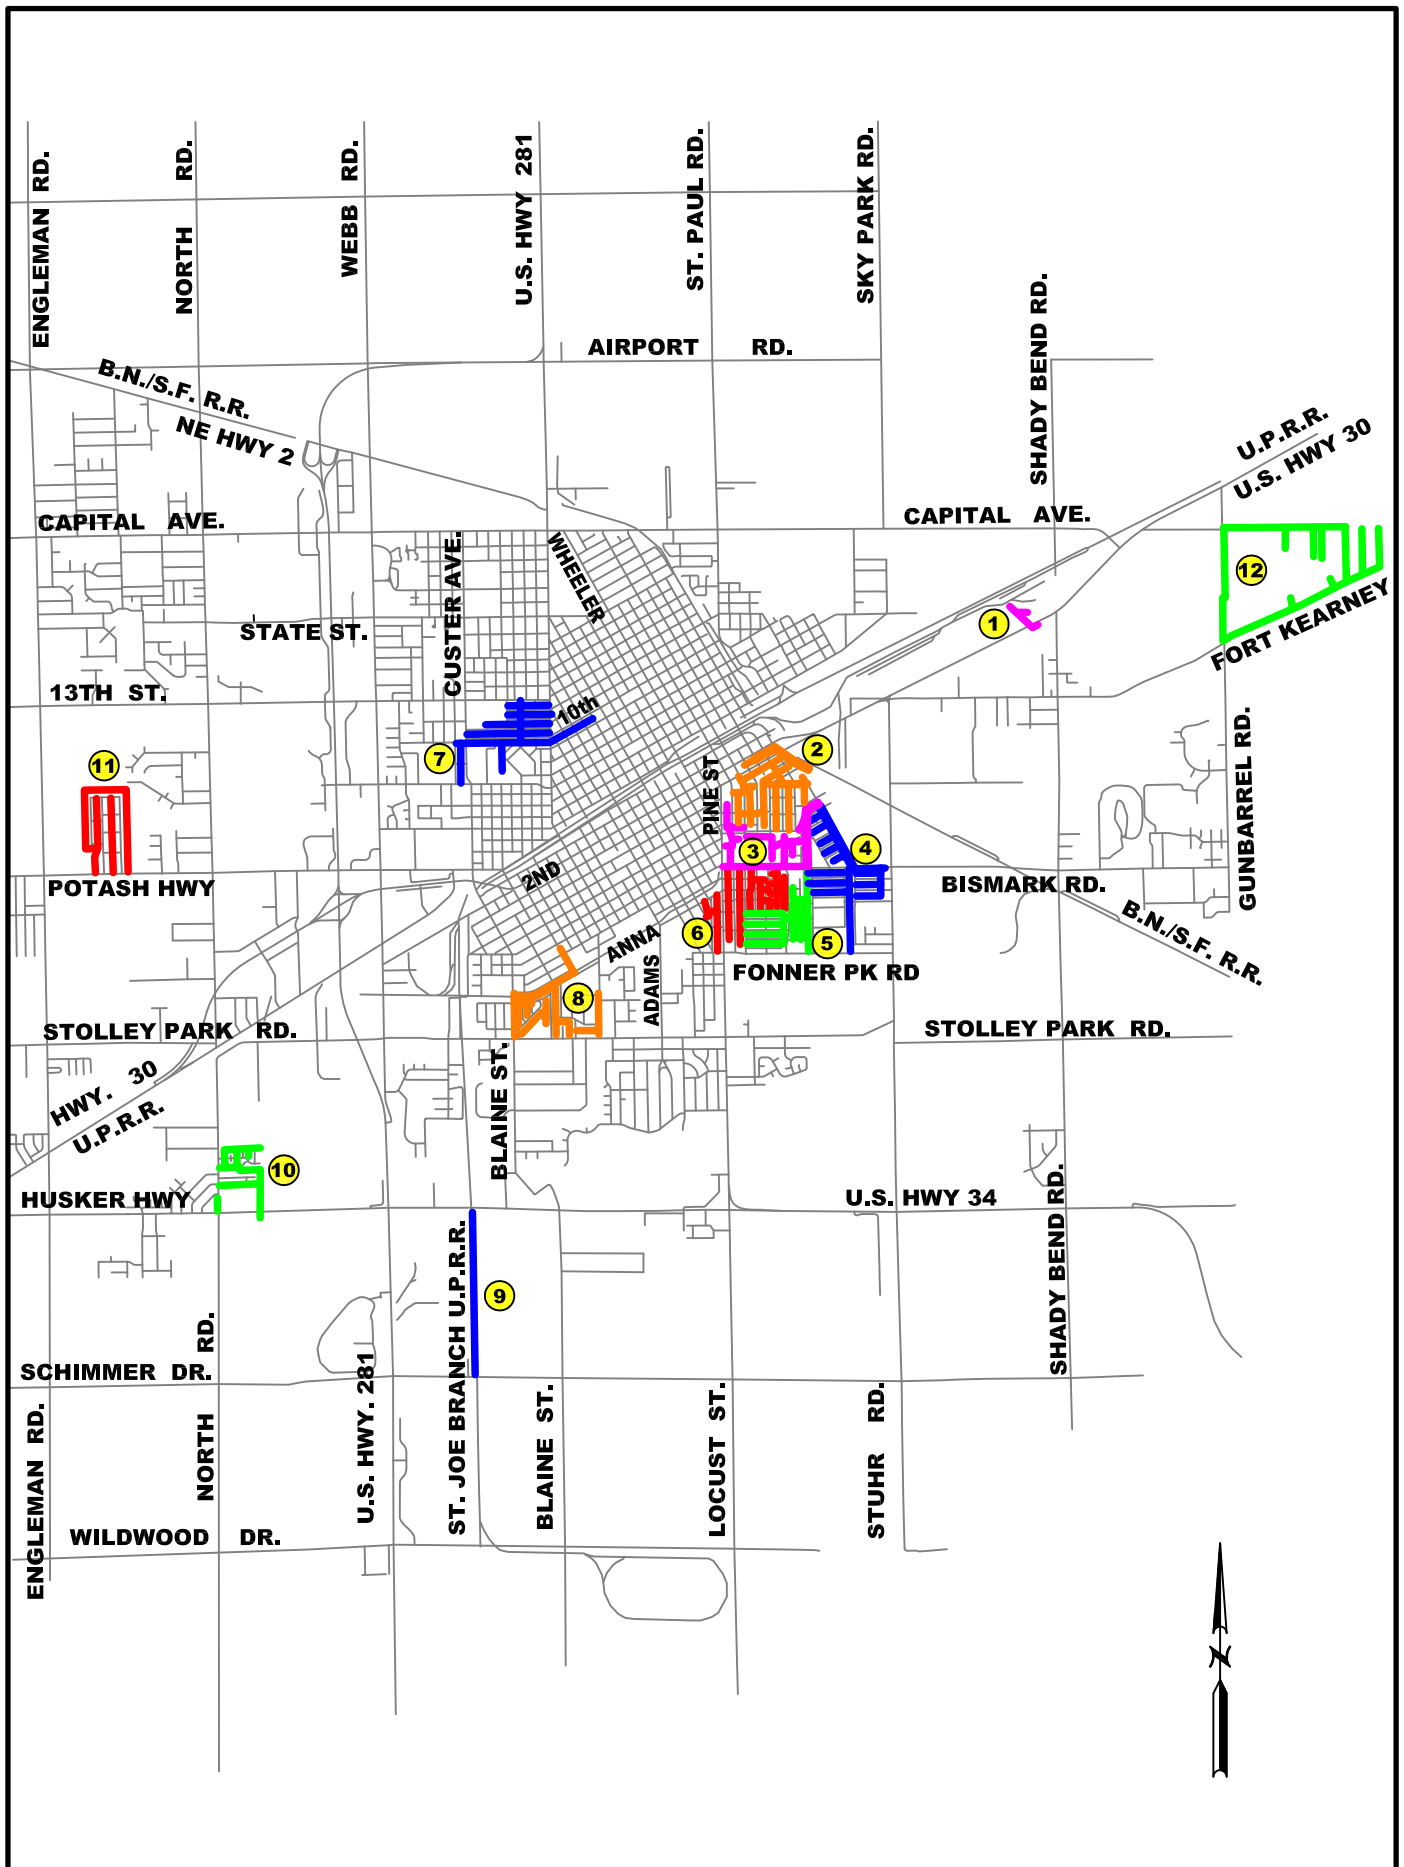 ENGLEMAN RD.
NORTH RD.
WEBB RD.
U.S. HWY 281
ST. PAUL RD.
SKY PARK RD.
SHADY BEND RD.
AIRPORT RD.
B.N./S.F. R.R.
NE HWY 2
U.P.R.R.
U.S. HWY 30
CAPITAL AVE.
CAPITAL AVE.
CUSTER AVE.
WHEELER
12
1
STATE ST.
FORT KEARNEY
13TH ST.
10th
7
2
11
PINE ST
GUNBARREL RD.
3
4
2ND
POTASH HWY
BISMARK RD.
B.N./S.F. R.R.
6
5
ANNA
ADAMS
FONNER PK RD
8
STOLLEY PARK RD.
STOLLEY PARK RD.
HWY. 30
U.P.R.R.
BLAINE ST.
10
HUSKER HWY
U.S. HWY 34
SHADY BEND RD.
ST. JOE BRANCH U.P.R.R.
9
NORTH RD.
SCHIMMER DR.
U.S. HWY. 281
BLAINE ST.
LOCUST ST.
STUHR RD.
ENGLEMAN RD.
WILDWOOD DR.
N